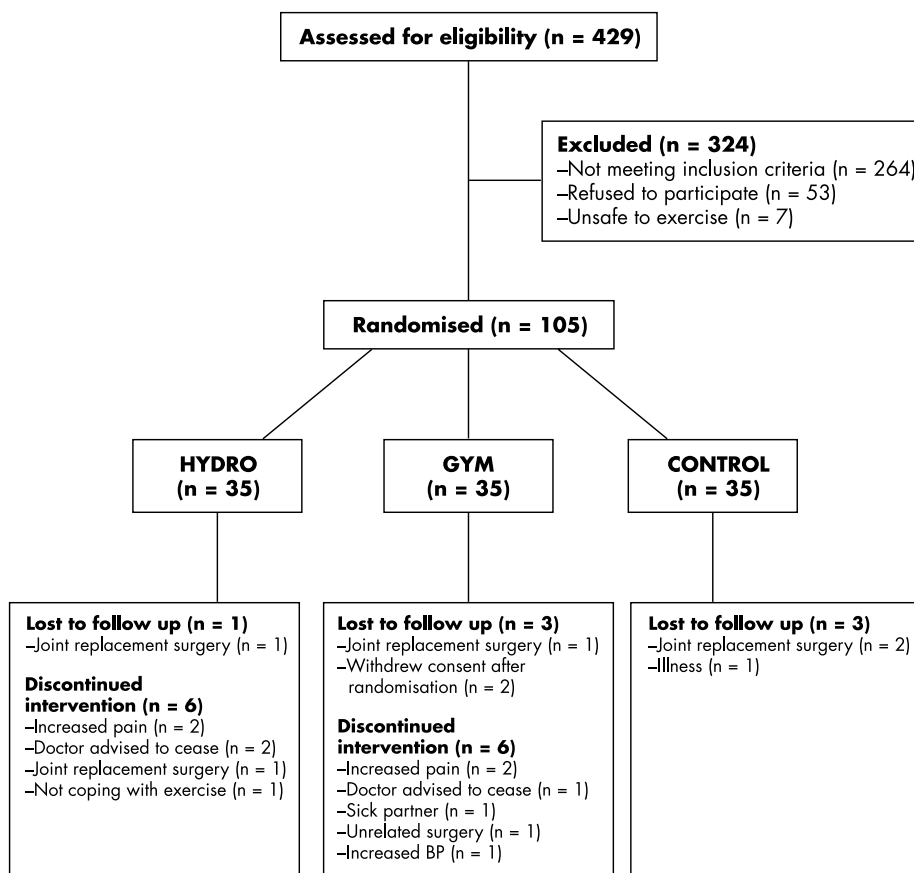 Assessed for eligibility (n = 429)
Excluded (n = 324)
–Not meeting inclusion criteria (n = 264)
–Refused to participate (n = 53)
–Unsafe to exercise (n = 7)
Randomised (n = 105)
HYDRO
(n = 35)
GYM
(n = 35)
CONTROL
(n = 35)
Lost to follow up (n = 1)
–Joint replacement surgery (n = 1)
Discontinued
intervention (n = 6)
–Increased pain (n = 2)
–Doctor advised to cease (n = 2)
–Joint replacement surgery (n = 1)
–Not coping with exercise (n = 1)
Lost to follow up (n = 3)
–Joint replacement surgery (n = 1)
–Withdrew consent after
randomisation (n = 2)
Discontinued
intervention (n = 6)
–Increased pain (n = 2)
–Doctor advised to cease (n = 1)
–Sick partner (n = 1)
–Unrelated surgery (n = 1)
–Increased BP (n = 1)
Lost to follow up (n = 3)
–Joint replacement surgery (n = 2)
–Illness (n = 1)